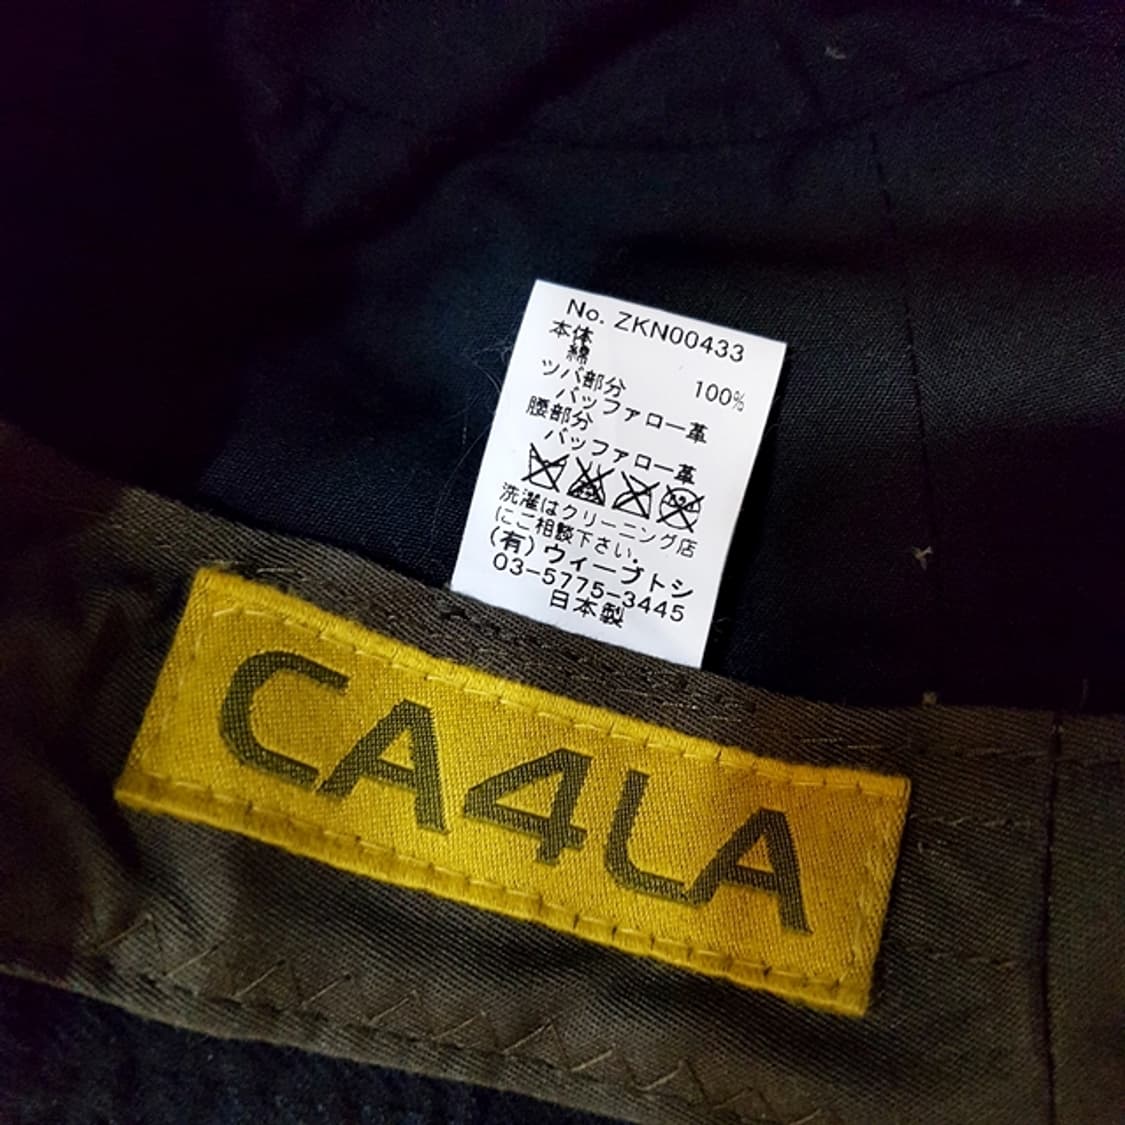 No. ZKN00433
本体
綿 100%
ツバ部分
バッファロー革
腰部分
バッファロー革
洗濯はクリーニング店
にご相談下さい.
(有)ウィーブトシ
03-5775-3445
日本製
CA4LA